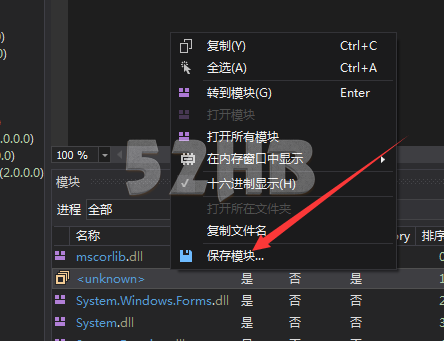 0)
0)
2.0.0.0)
0.0)
(2.0.0.0)
复制(Y) Ctrl+C
全选(A) Ctrl+A
转到模块(G) Enter
打开模块
打开所有模块
在内存窗口中显示
十六进制显示(H)
打开所在文件夹
复制文件名
保存模块...
100 %
52HB
模块
进程 全部
名称 ory 排序
mscorlib.dll 0
<unknown> 是 否 是 1
System.Windows.Forms.dll 是 否 否 2
System.dll 是 否 否 3